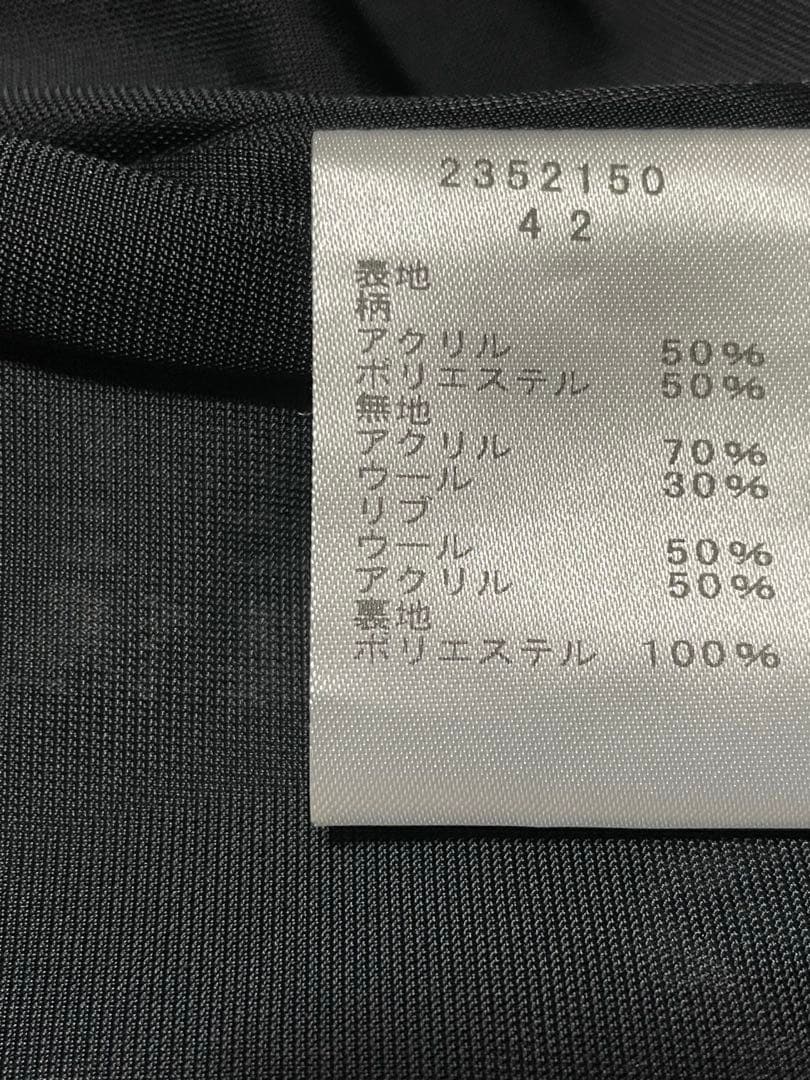 2352150
42
表地
柄
アクリル 50%
ポリエステル 50%
無地
アクリル 70%
ウール 30%
リブ
ウール 50%
アクリル 50%
裏地
ポリエステル 100%